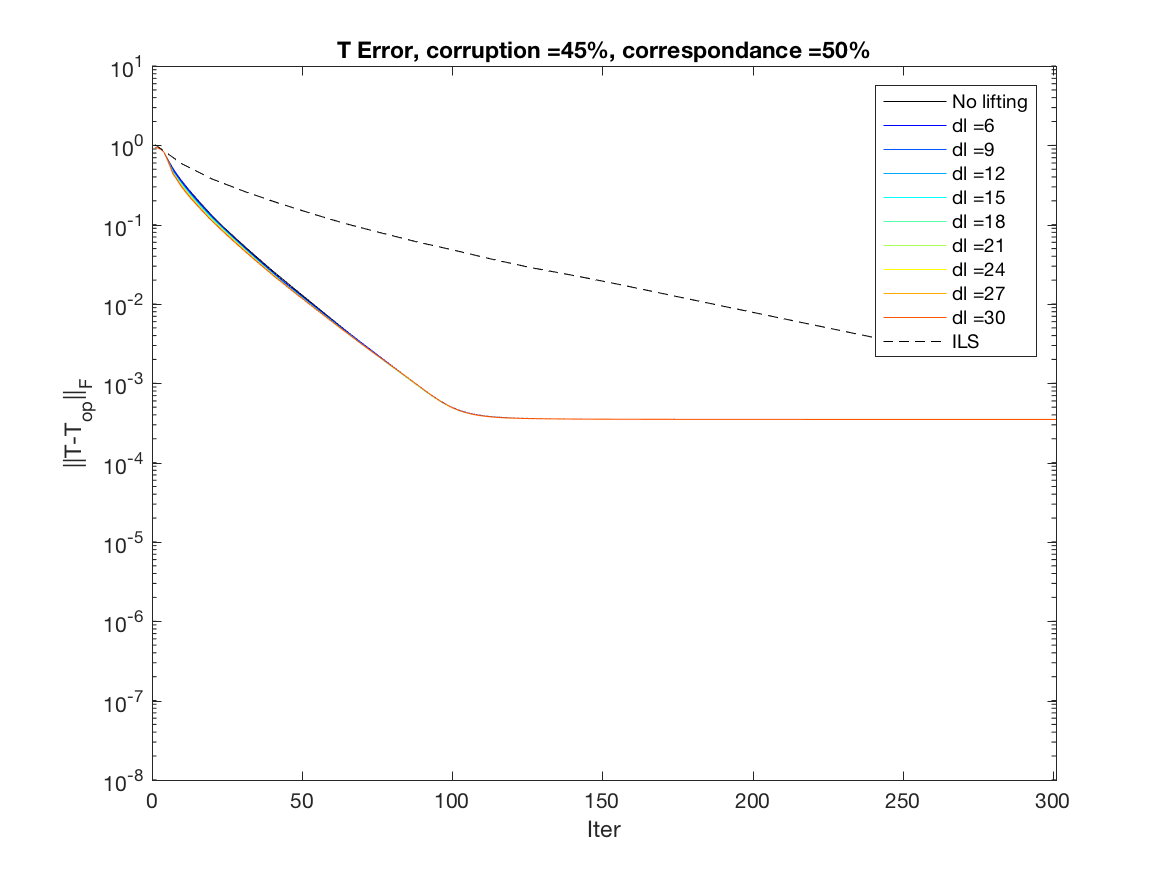 T Error, corruption =45%, correspondance =50%
10^1
10^0
10^-1
10^-2
10^-3
10^-4
10^-5
10^-6
10^-7
10^-8
||T-T_op||_F
No lifting
dl =6
dl =9
dl =12
dl =15
dl =18
dl =21
dl =24
dl =27
dl =30
ILS
0 50 100 150 200 250 300
Iter